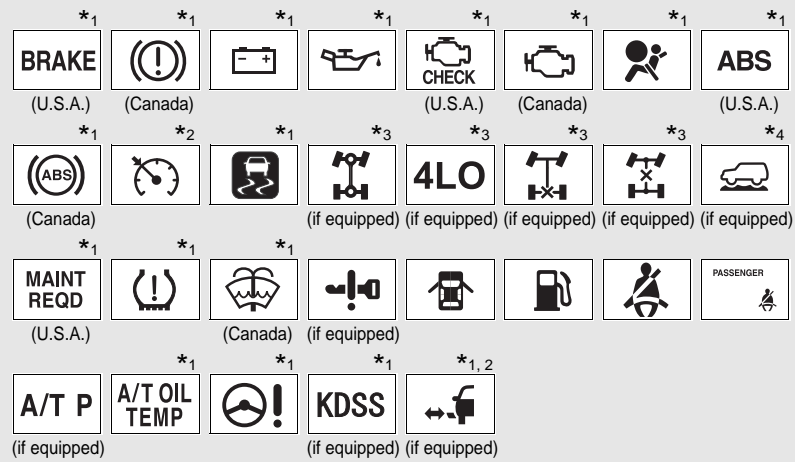 *1 *1 *1 *1 *1 *1 *1 *1
BRAKE (!) - + CHECK ABS
(U.S.A.) (Canada) (U.S.A.) (Canada) (U.S.A.)
*1 *2 *1 *3 *3 *3 *3 *4
(ABS) 4LO
(Canada) (if equipped) (if equipped) (if equipped) (if equipped) (if equipped)
*1 *1 *1
MAINT REQD (!) PASSENGER
(U.S.A.) (Canada) (if equipped)
*1 *1 *1 *1, 2
A/T P A/T OIL TEMP ! KDSS
(if equipped) (if equipped) (if equipped)